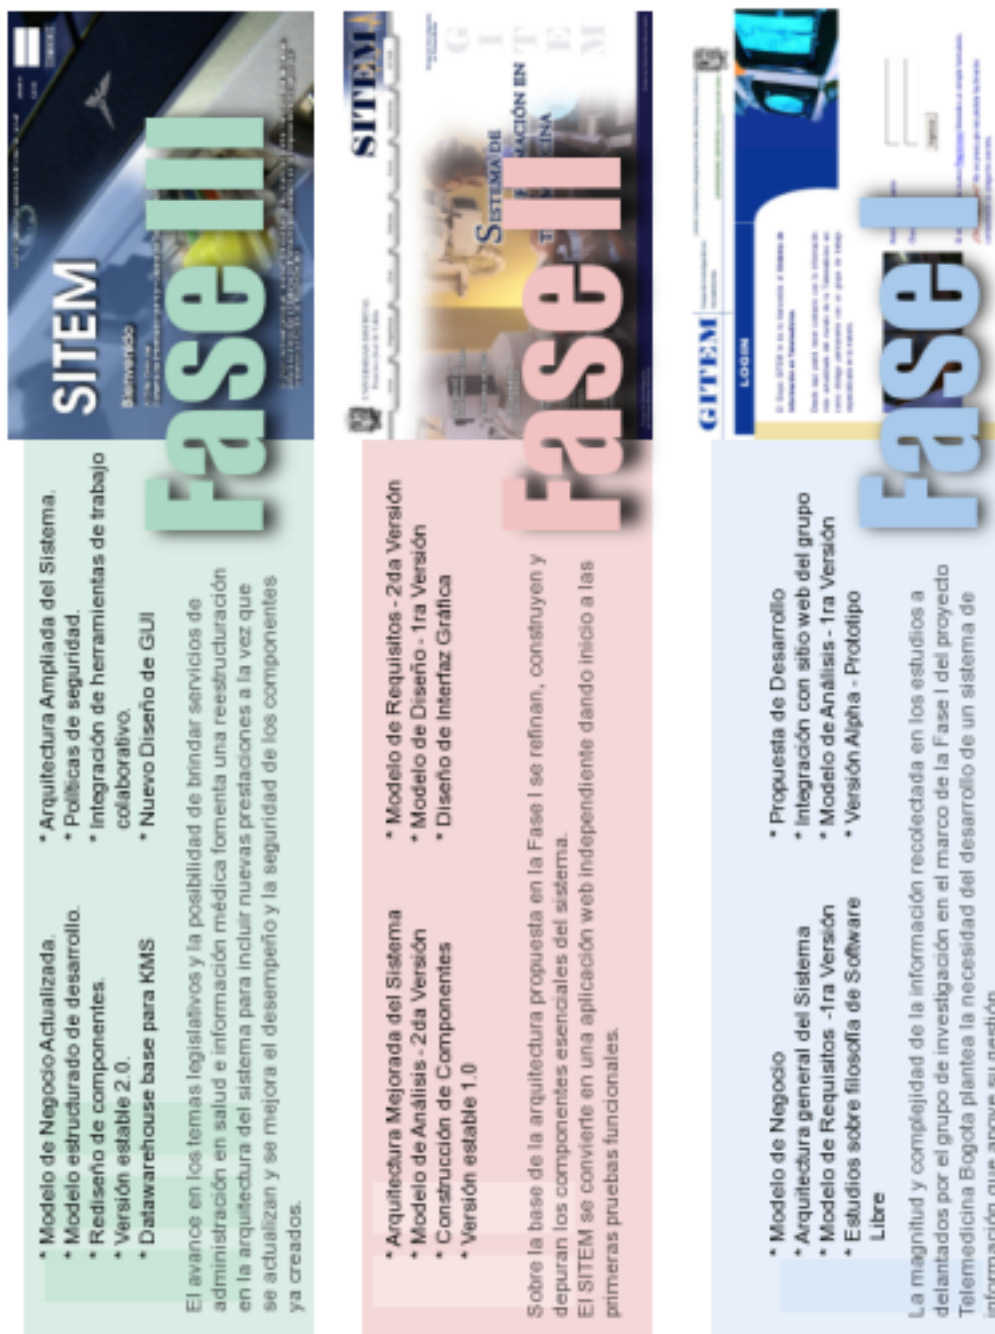 SITEM
Bienvenido
Fase III
* Modelo de Negocio Actualizada.
* Modelo estructurado de desarrollo.
* Rediseño de componentes.
* Versión estable 2.0.
* Datawarehouse base para KMS
* Arquitectura Ampliada del Sistema.
* Políticas de seguridad.
* Integración de herramientas de trabajo
colaborativo.
* Nuevo Diseño de GUI
El avance en los temas legislativos y la posibilidad de brindar servicios de
administración en salud e información médica fomenta una reestructuración
en la arquitectura del sistema para incluir nuevas prestaciones a la vez que
se actualizan y se mejora el desempeño y la seguridad de los componentes
ya creados.
SITEM
G I T E M
SISTEMA DE
EN
Fase II
* Arquitectura Mejorada del Sistema
* Modelo de Análisis - 2da Versión
* Construcción de Componentes
* Versión estable 1.0
* Modelo de Requisitos - 2da Versión
* Modelo de Diseño - 1ra Versión
* Diseño de Interfaz Gráfica
Sobre la base de la arquitectura propuesta en la Fase I se refinan, construyen y
depuran los componentes esenciales del sistema.
El SITEM se convierte en una aplicación web independiente dando inicio a las
primeras pruebas funcionales.
GITEM
LOGIN
Fase I
* Modelo de Negocio
* Arquitectura general del Sistema
* Modelo de Requisitos -1ra Versión
* Estudios sobre filosofía de Software
Libre
* Propuesta de Desarrollo
* Integración con sitio web del grupo
* Modelo de Análisis - 1ra Versión
* Versión Alpha - Prototipo
La magnitud y complejidad de la información recolectada en los estudios a
delantados por el grupo de investigación en el marco de la Fase I del proyecto
Telemedicina Bogota plantea la necesidad del desarrollo de un sistema de
información que apoye su gestión